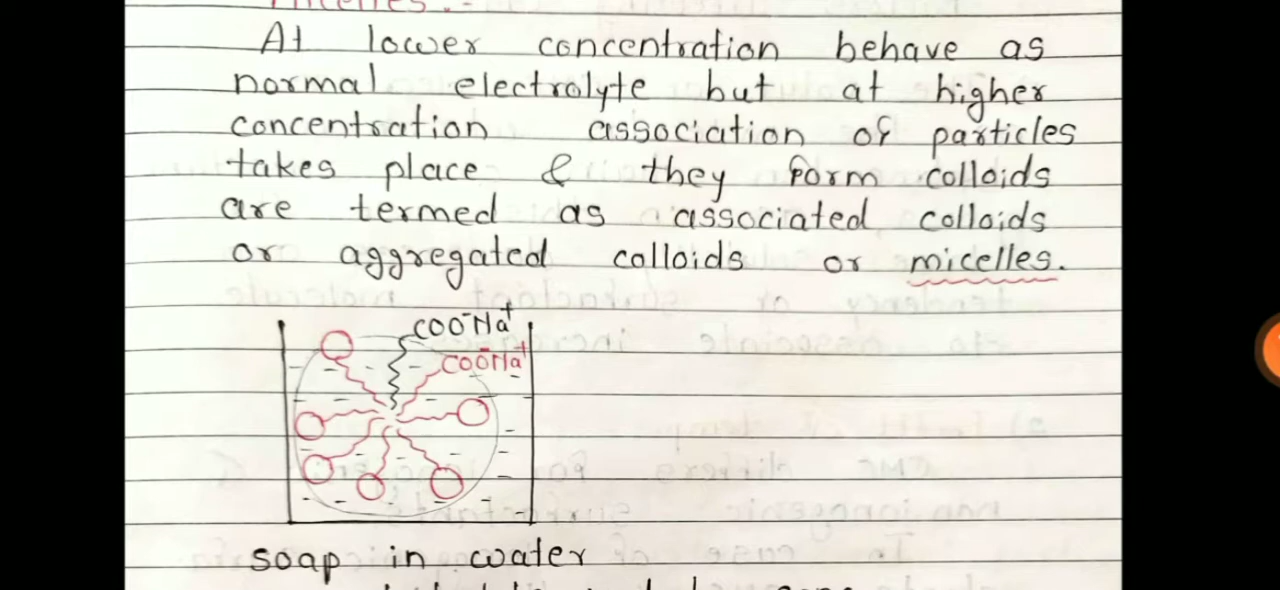 Micelles:-
At lower concentration behave as
normal electrolyte but at higher
concentration association of particles
takes place & they form colloids
are termed as associated colloids
or aggregated colloids or micelles.
COO⁻Na⁺
COO⁻Na⁺
soap in water